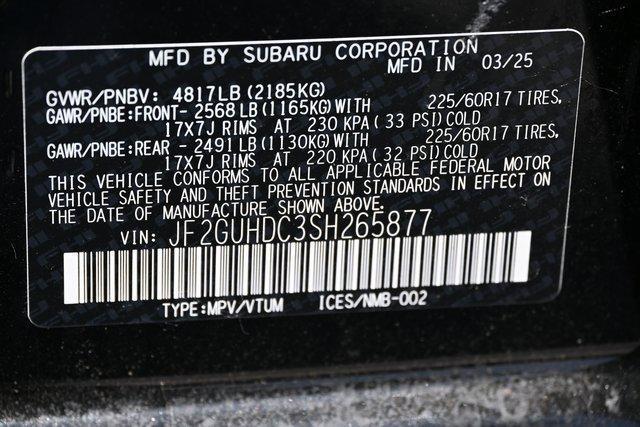 MFD BY SUBARU CORPORATION
MFD IN 03/25
GVWR/PNBV: 4817LB (2185KG)
GAWR/PNBE:FRONT- 2568 LB (1165KG) WITH 225/60R17 TIRES,
17X7J RIMS AT 230 KPA ( 33 PSI) COLD
GAWR/PNBE:REAR - 2491 LB (1130KG) WITH 225/60R17 TIRES,
17X7J RIMS AT 220 KPA ( 32 PSI) COLD
THIS VEHICLE CONFORMS TO ALL APPLICABLE FEDERAL MOTOR
VEHICLE SAFETY AND THEFT PREVENTION STANDARDS IN EFFECT ON
THE DATE OF MANUFACTURE SHOWN ABOVE.
VIN: JF2GUHDC3SH265877
TYPE:MPV/VTUM ICES/NMB-002